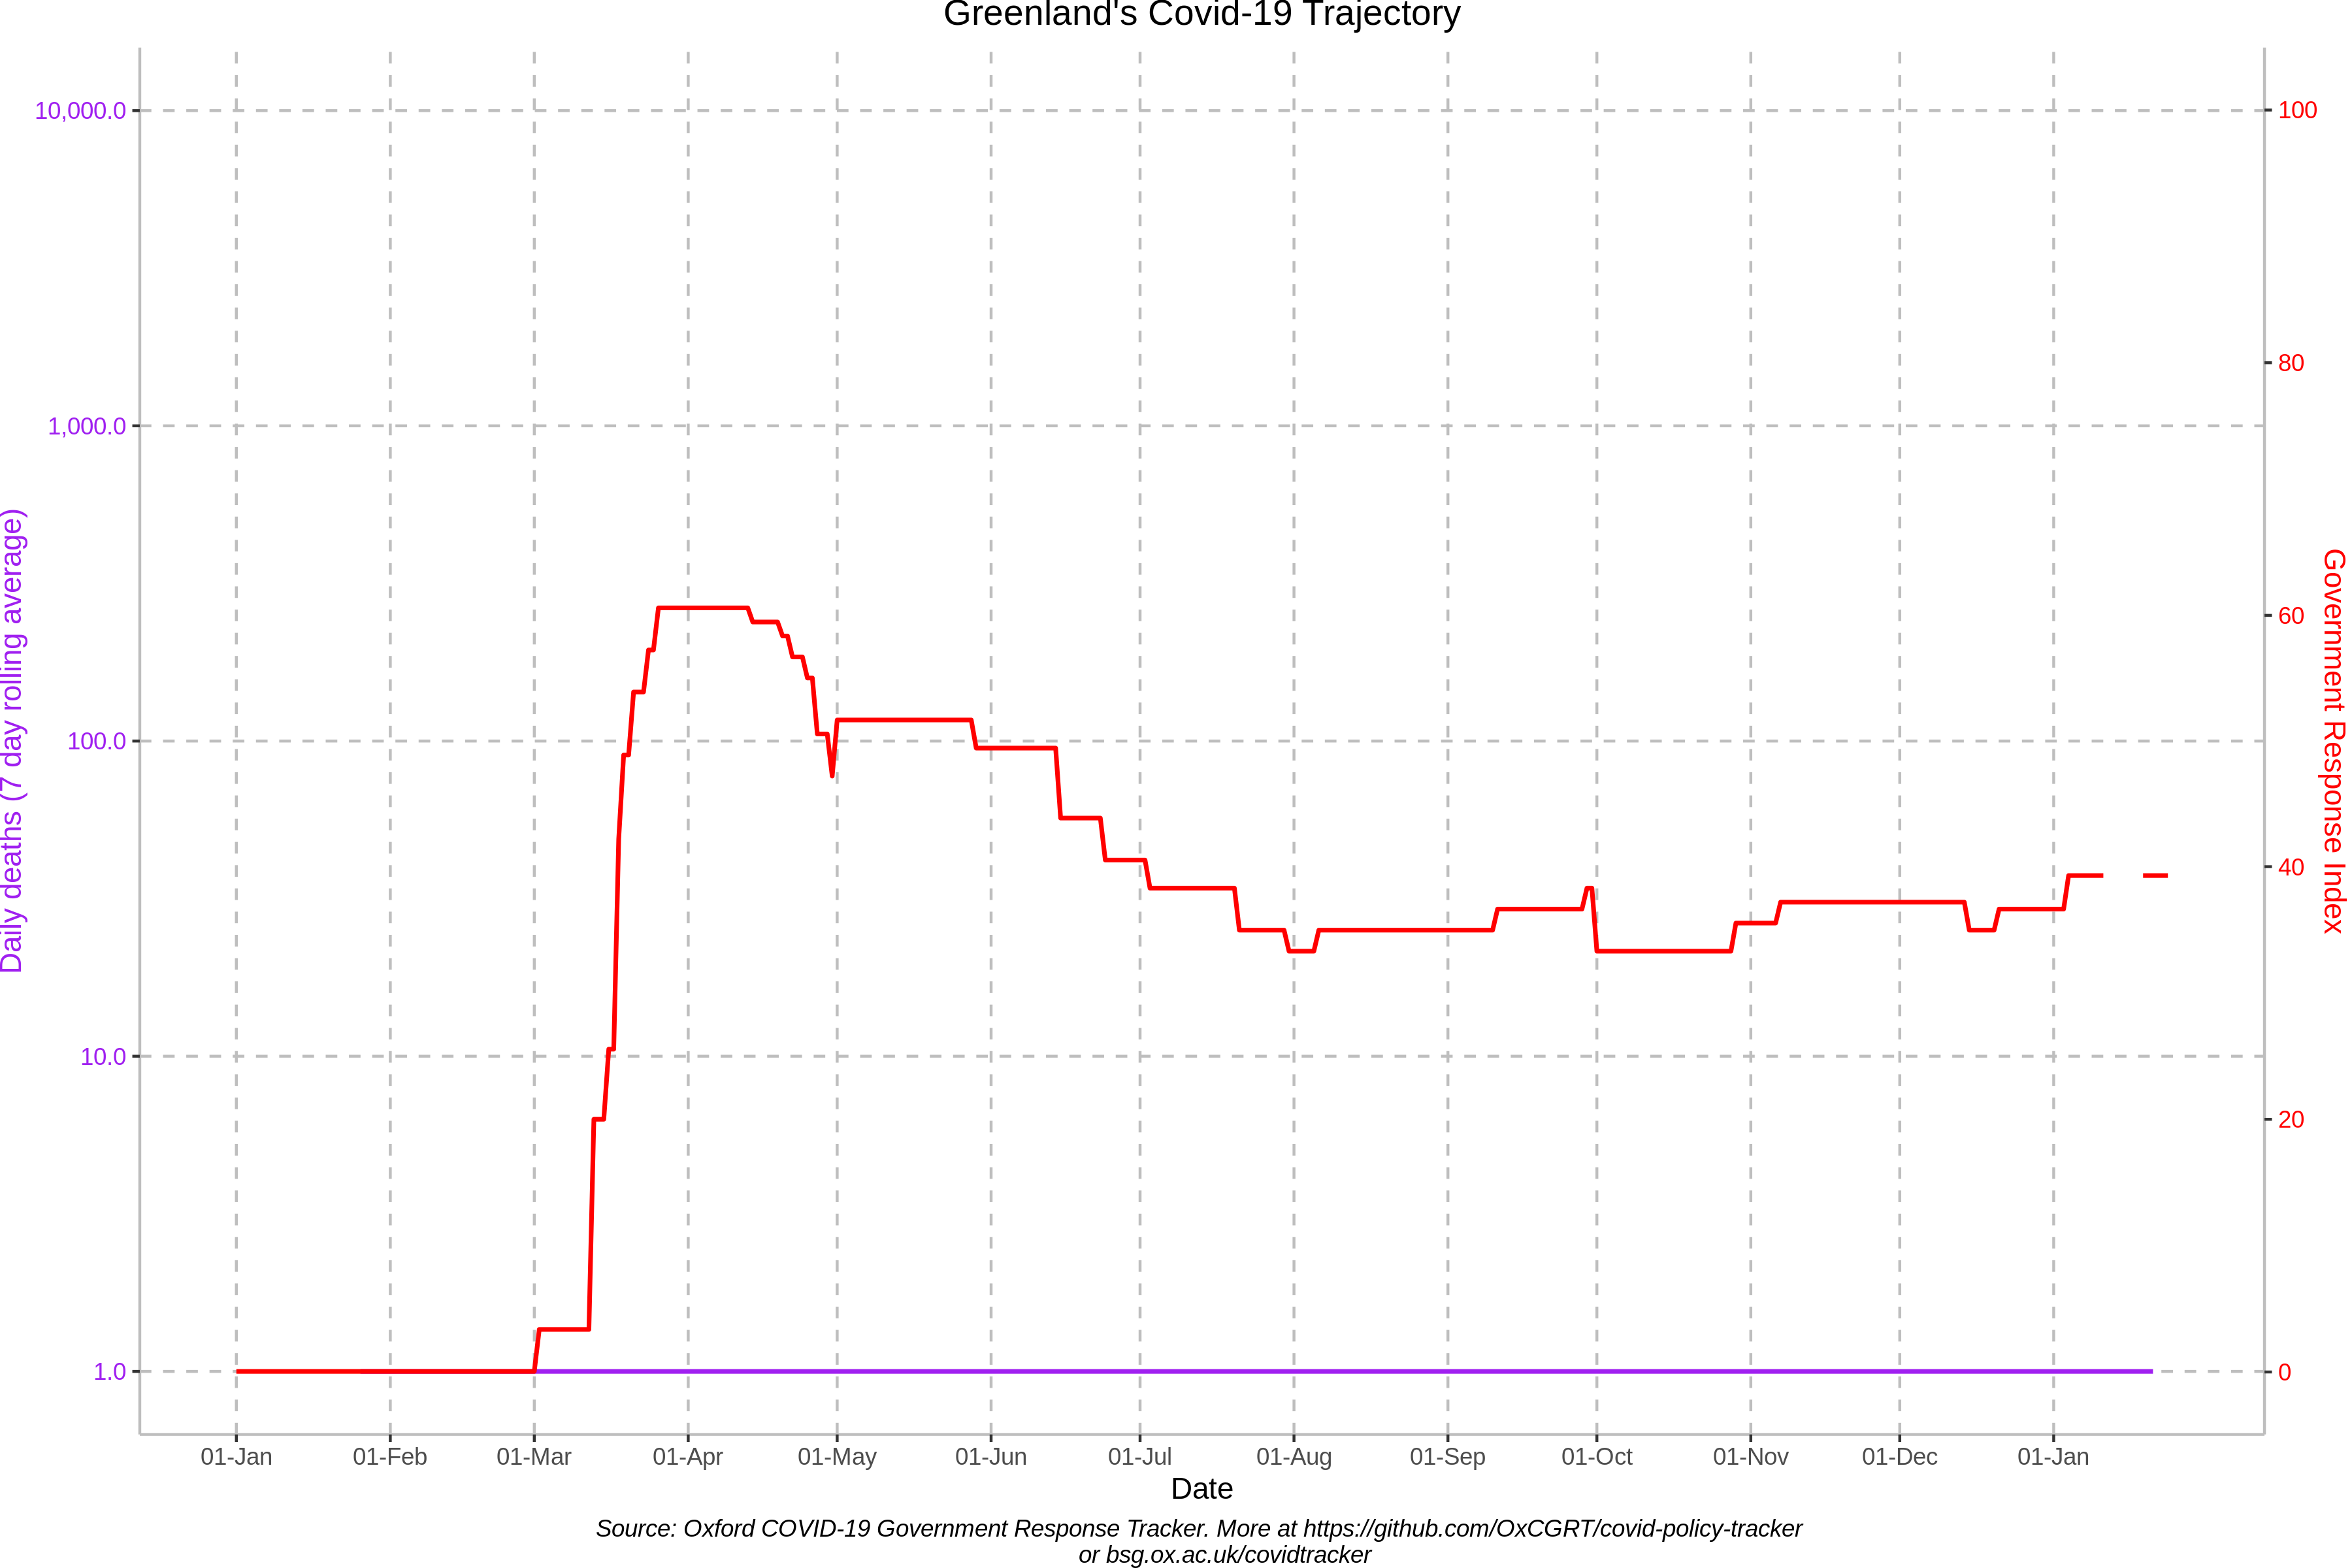 Greenland's Covid-19 Trajectory
10,000.0
1,000.0
100.0
10.0
1.0
Daily deaths (7 day rolling average)
100
80
60
40
20
0
Government Response Index
01-Jan 01-Feb 01-Mar 01-Apr 01-May 01-Jun 01-Jul 01-Aug 01-Sep 01-Oct 01-Nov 01-Dec 01-Jan
Date
Source: Oxford COVID-19 Government Response Tracker. More at https://github.com/OxCGRT/covid-policy-tracker
or bsg.ox.ac.uk/covidtracker